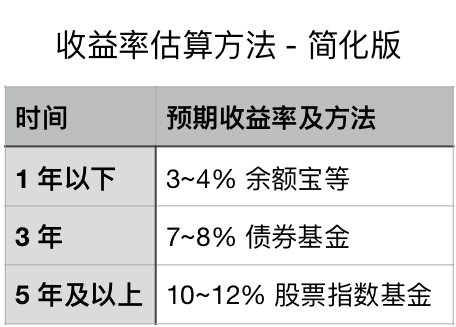 收益率估算方法 - 简化版
时间 预期收益率及方法
1 年以下 3~4% 余额宝等
3 年 7~8% 债券基金
5 年及以上 10~12% 股票指数基金